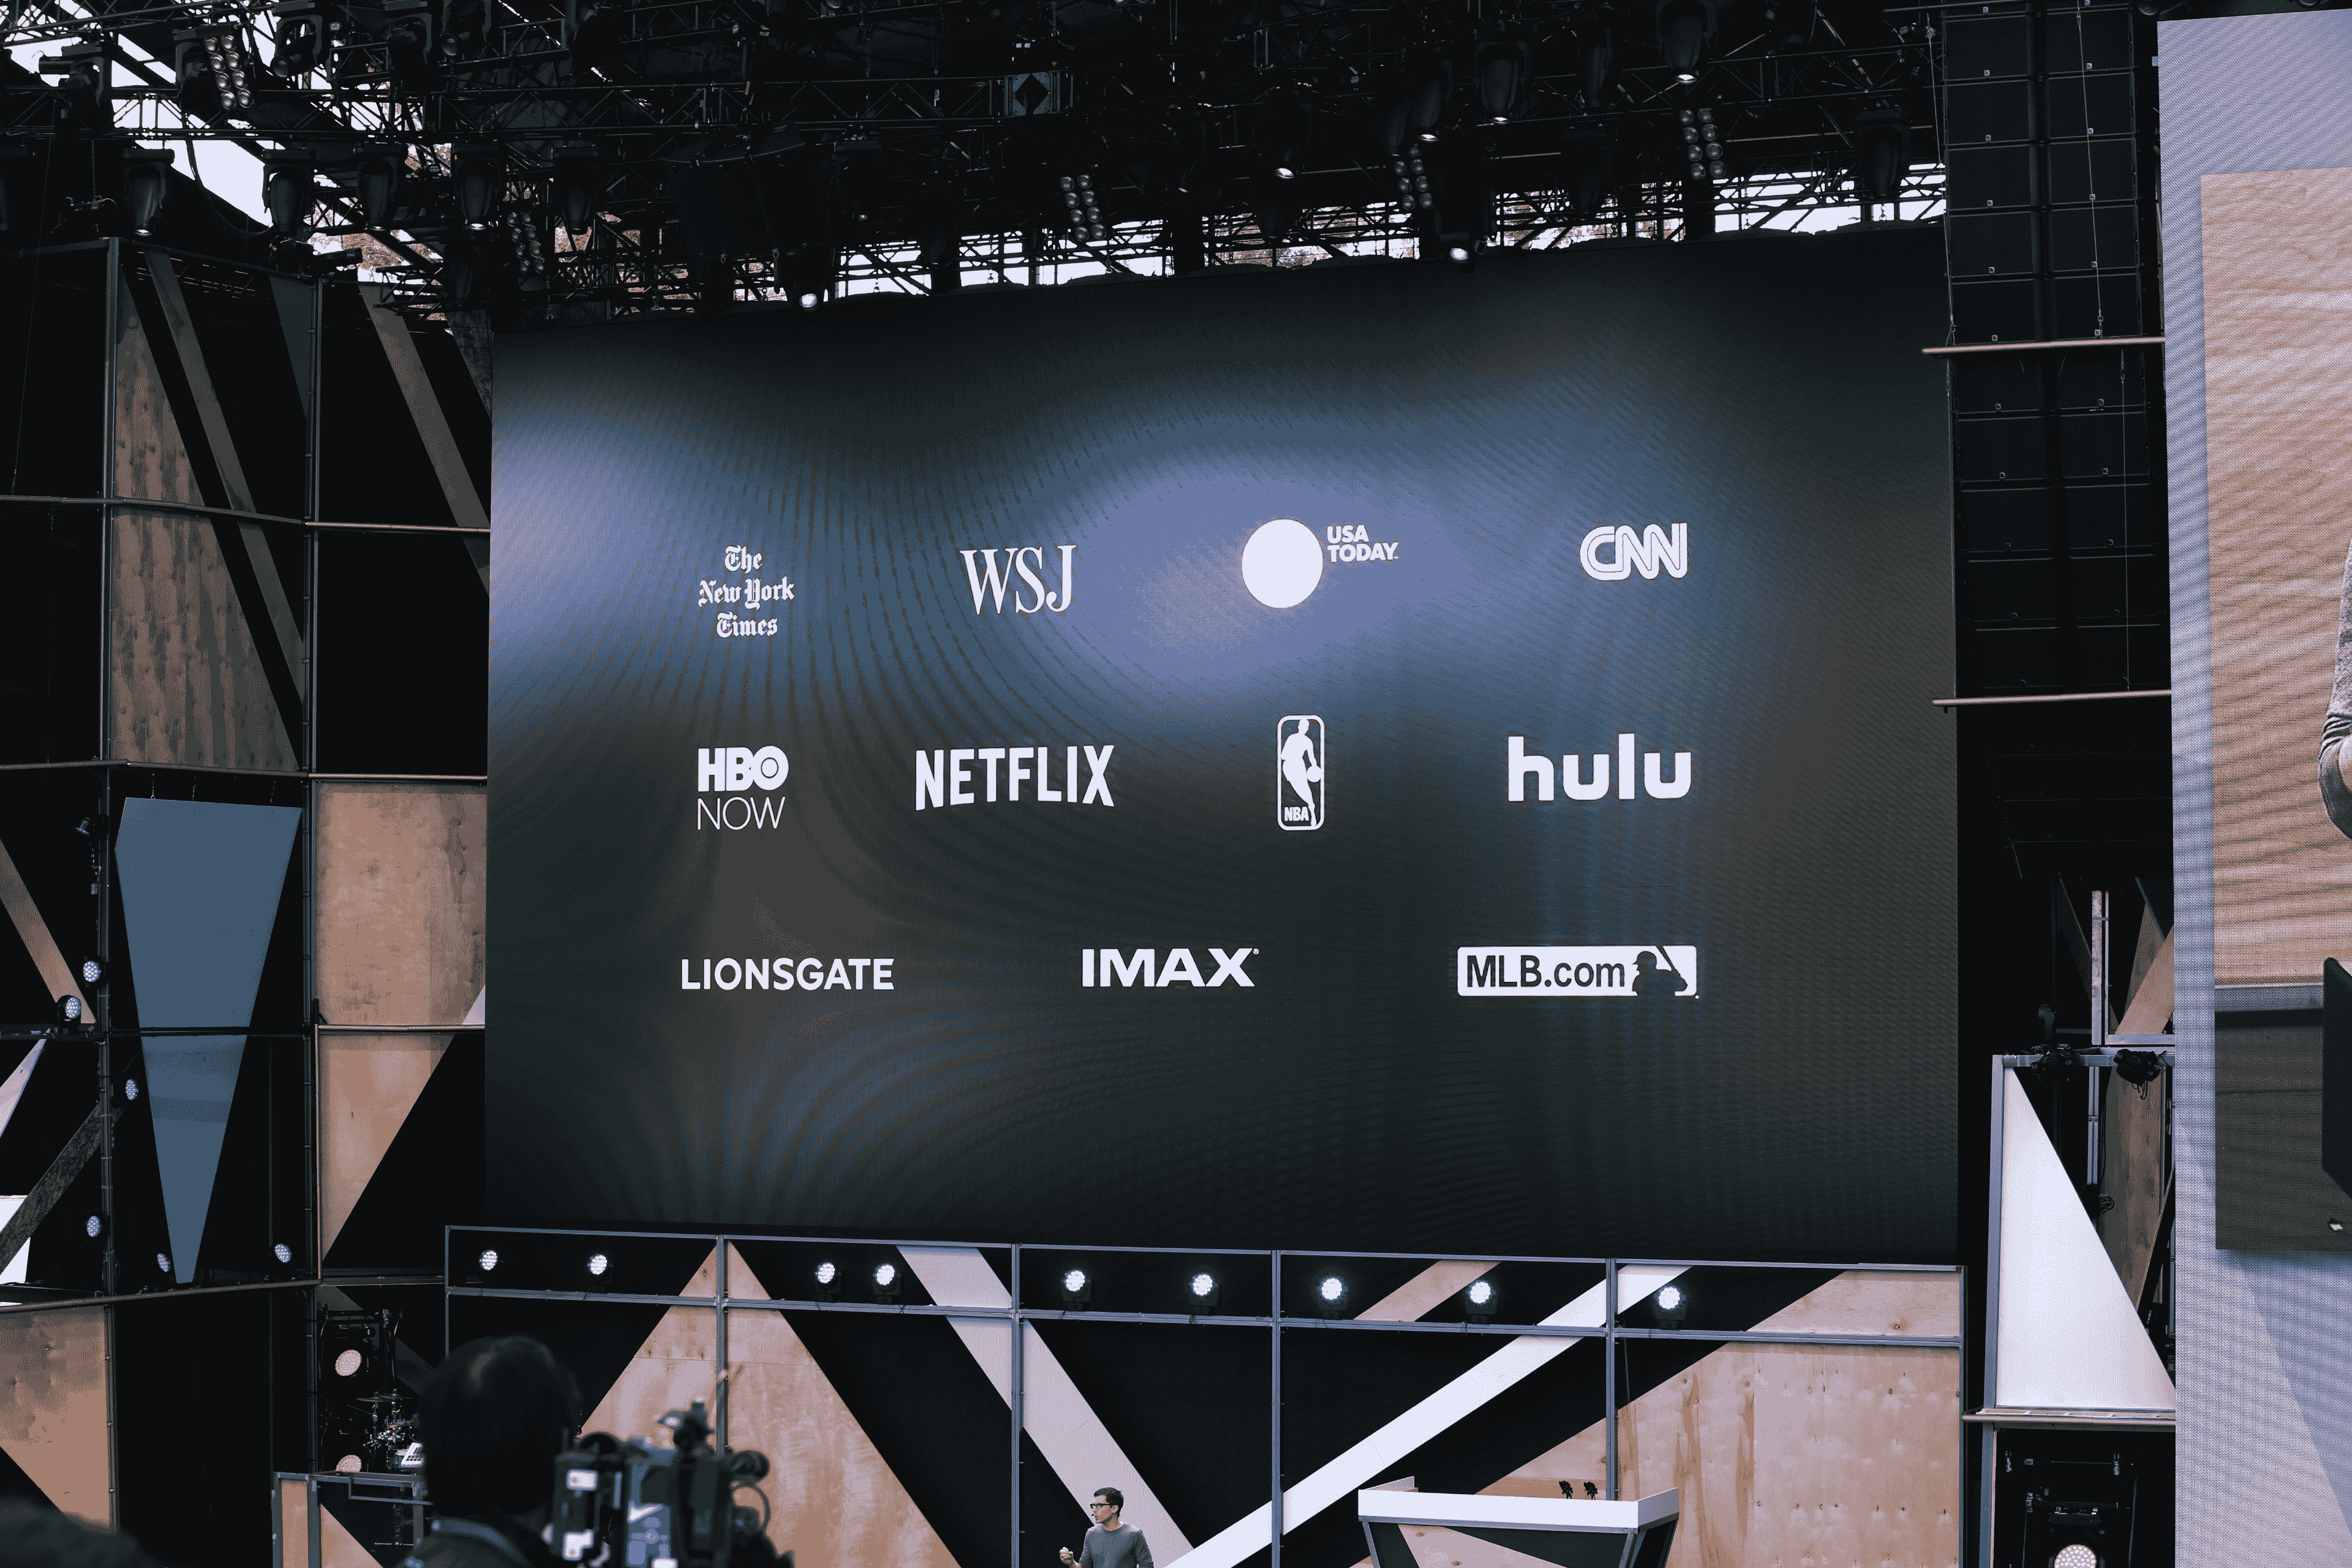 The
New York
Times
WSJ
USA
TODAY
CNN
HBO
NOW
NETFLIX
NBA
hulu
LIONSGATE
IMAX®
MLB.com